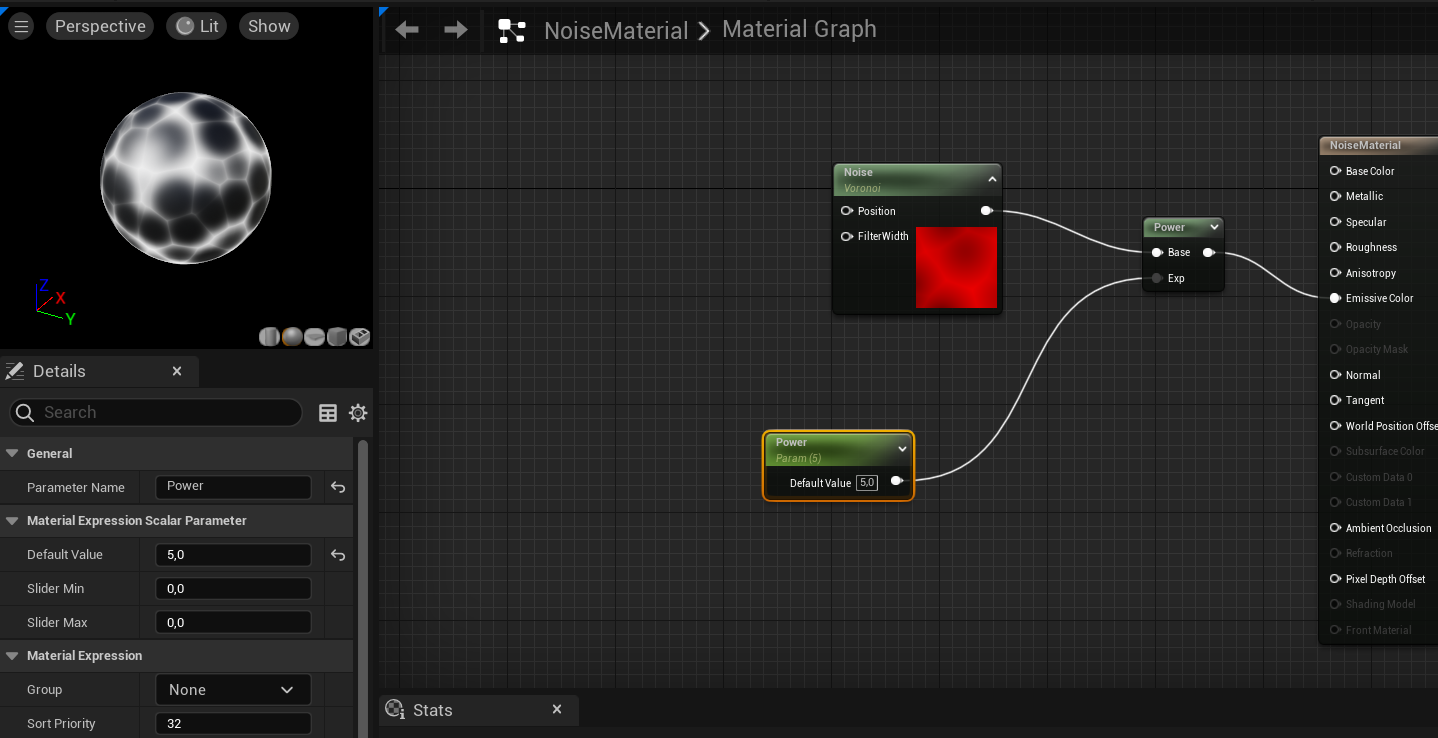 Perspective
Lit
Show
NoiseMaterial
Material Graph
Z
X
Y
Details
Search
General
Parameter Name
Power
Material Expression Scalar Parameter
Default Value
5,0
Slider Min
0,0
Slider Max
0,0
Material Expression
Group
None
Sort Priority
32
Noise
Voronoi
Position
FilterWidth
Power
Base
Exp
Power
Param (5)
Default Value 5,0
NoiseMaterial
Base Color
Metallic
Specular
Roughness
Anisotropy
Emissive Color
Opacity
Opacity Mask
Normal
Tangent
World Position Offse
Subsurface Color
Custom Data 0
Custom Data 1
Ambient Occlusion
Refraction
Pixel Depth Offset
Shading Model
Front Material
Stats